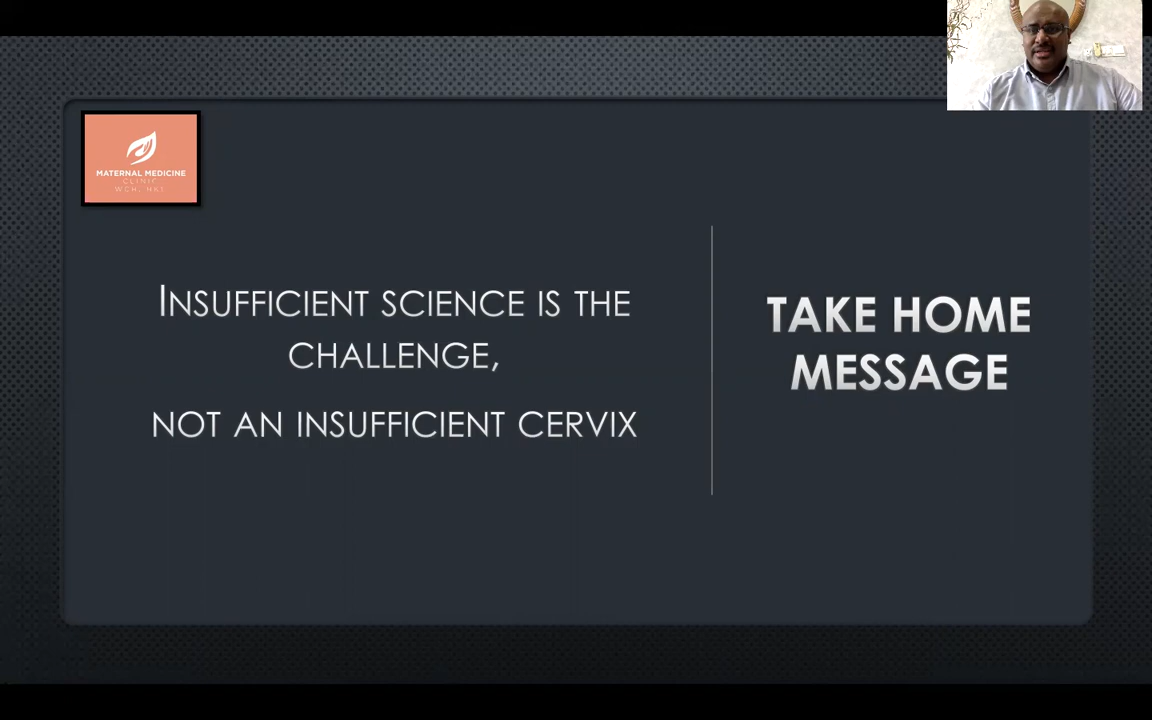 MATERNAL MEDICINE
CLINIC
INSUFFICIENT SCIENCE IS THE
CHALLENGE,
NOT AN INSUFFICIENT CERVIX
TAKE HOME
MESSAGE